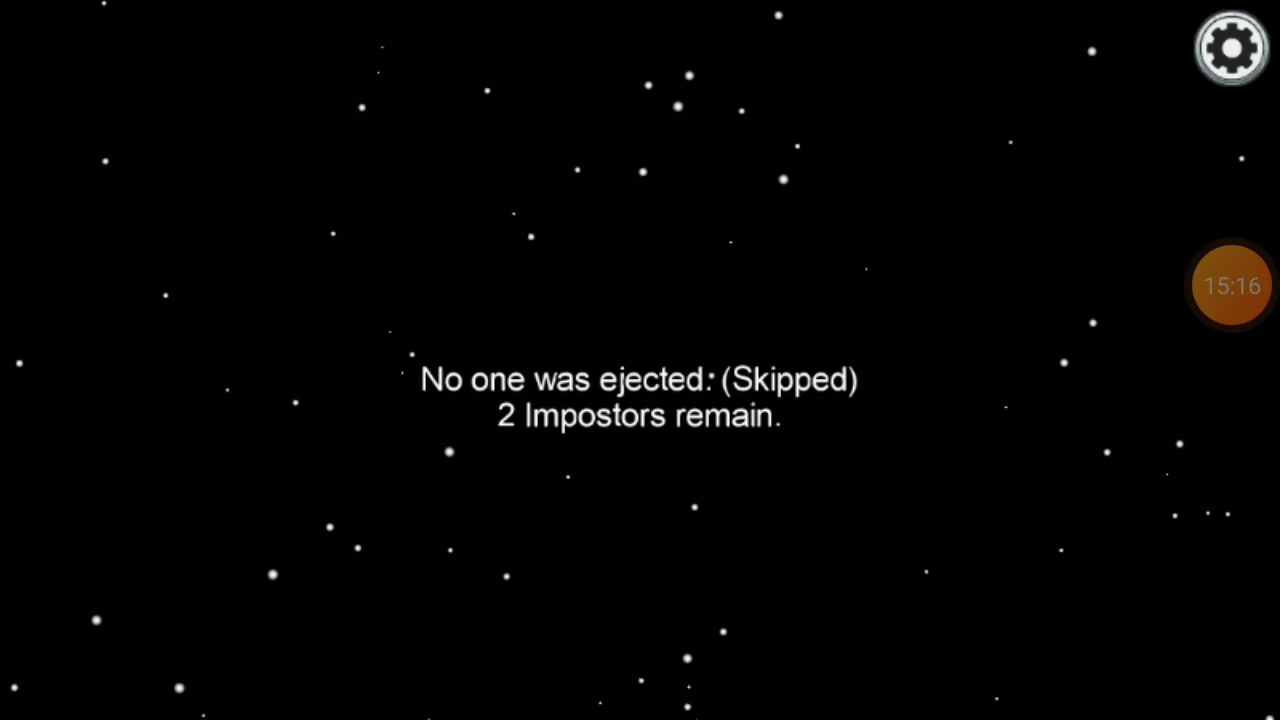 15:16
No one was ejected. (Skipped)
2 Impostors remain.